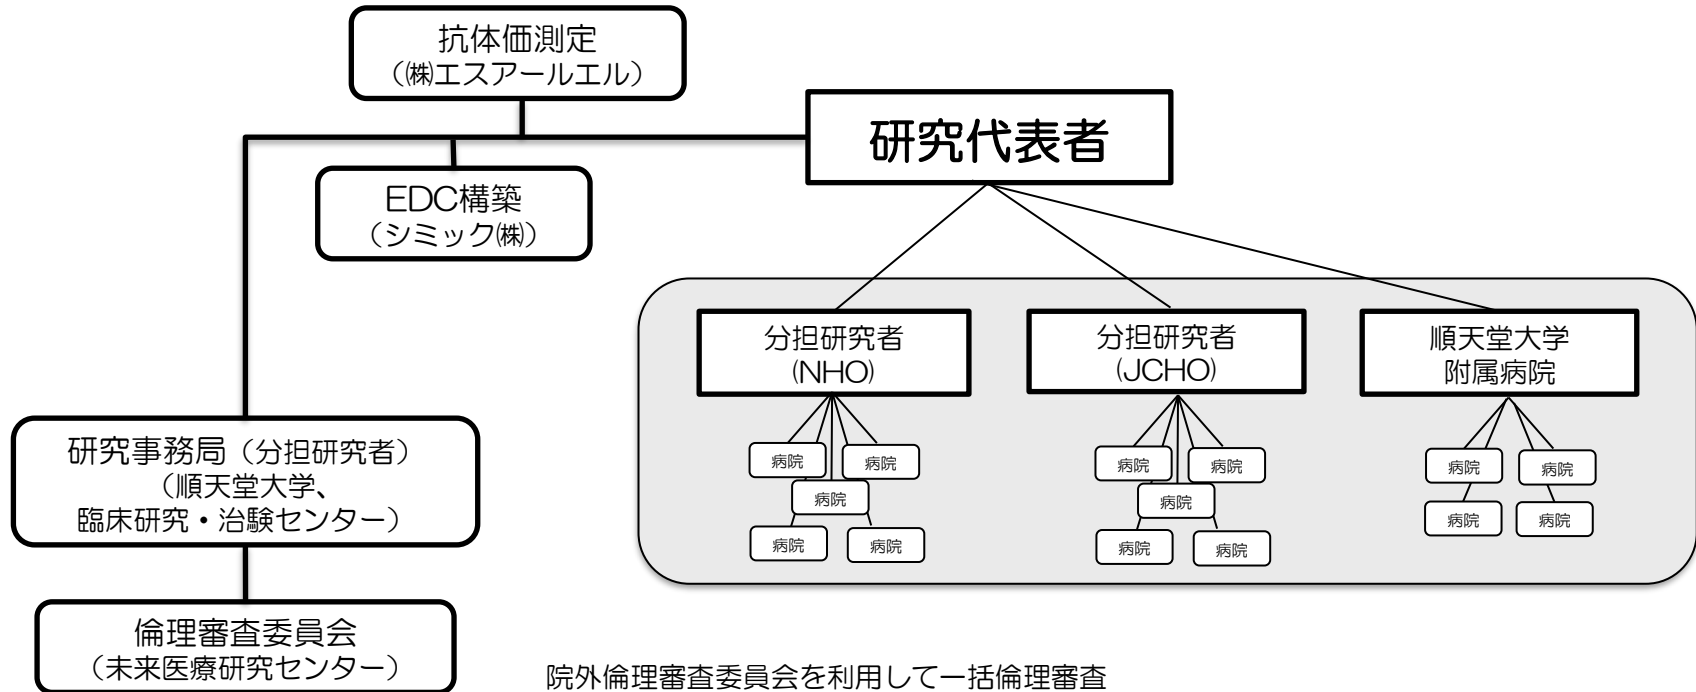 抗体価測定
（㈱エスアールエル）
研究代表者
EDC構築
（シミック㈱）
分担研究者
(NHO)
分担研究者
(JCHO)
順天堂大学
附属病院
病院
病院
病院
病院
病院
病院
病院
病院
病院
病院
病院
病院
病院
病院
研究事務局（分担研究者）
（順天堂大学、
臨床研究・治験センター）
倫理審査委員会
（未来医療研究センター）
院外倫理審査委員会を利用して一括倫理審査